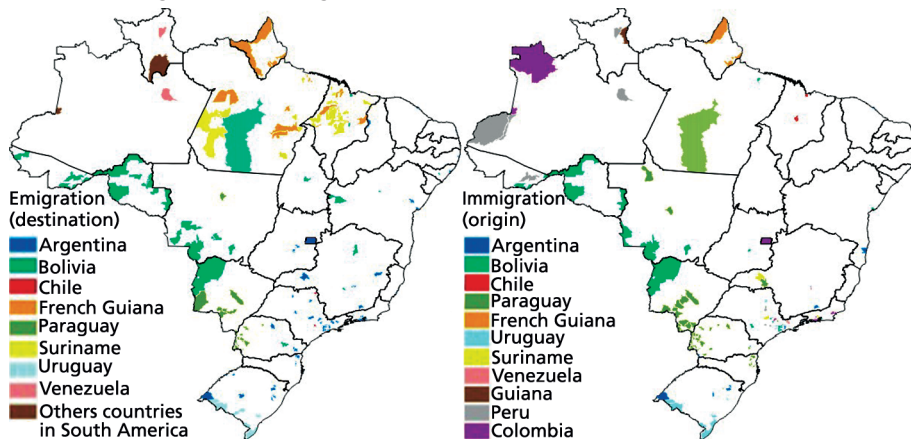 Emigration
(destination)
Argentina
Bolivia
Chile
French Guiana
Paraguay
Suriname
Uruguay
Venezuela
Others countries
in South America
Immigration
(origin)
Argentina
Bolivia
Chile
Paraguay
French Guiana
Uruguay
Suriname
Venezuela
Guiana
Peru
Colombia